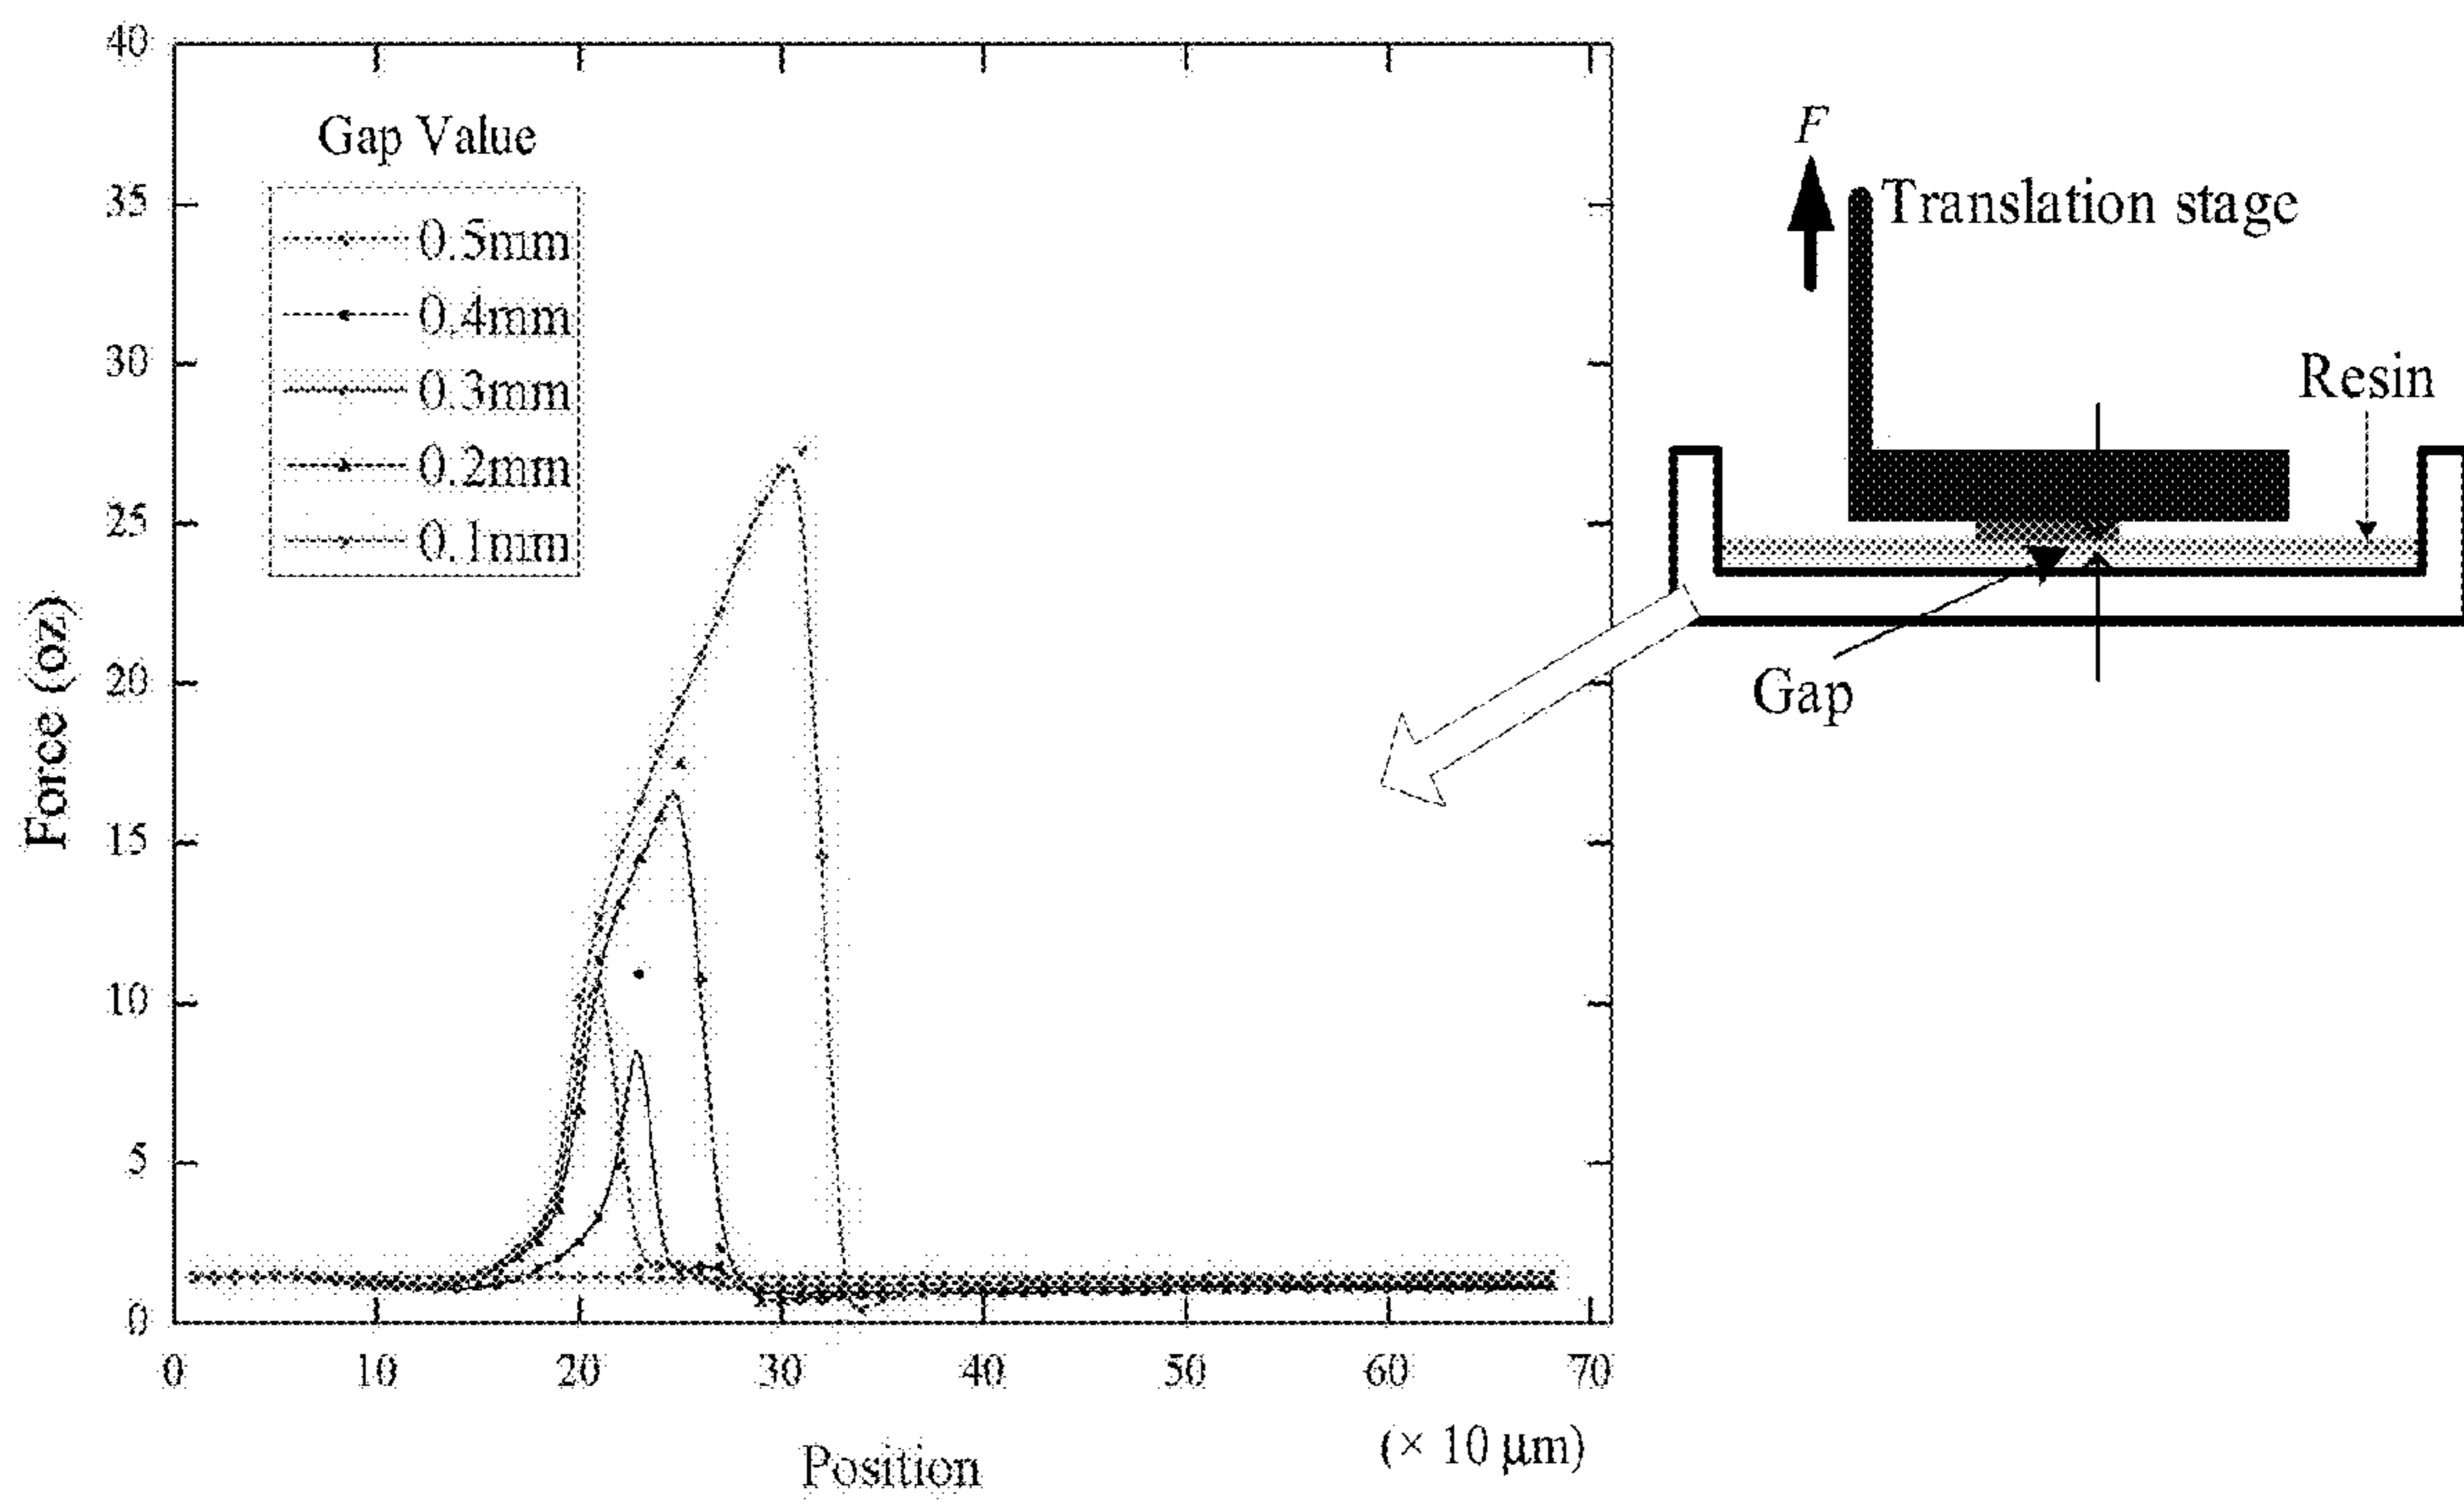 40
35
30
25
20
15
10
5
0
Force (oz)
Gap Value
0.5mm
0.4mm
0.3mm
0.2mm
0.1mm
0 10 20 30 40 50 60 70
Position
(× 10 μm)
F
Translation stage
Resin
Gap